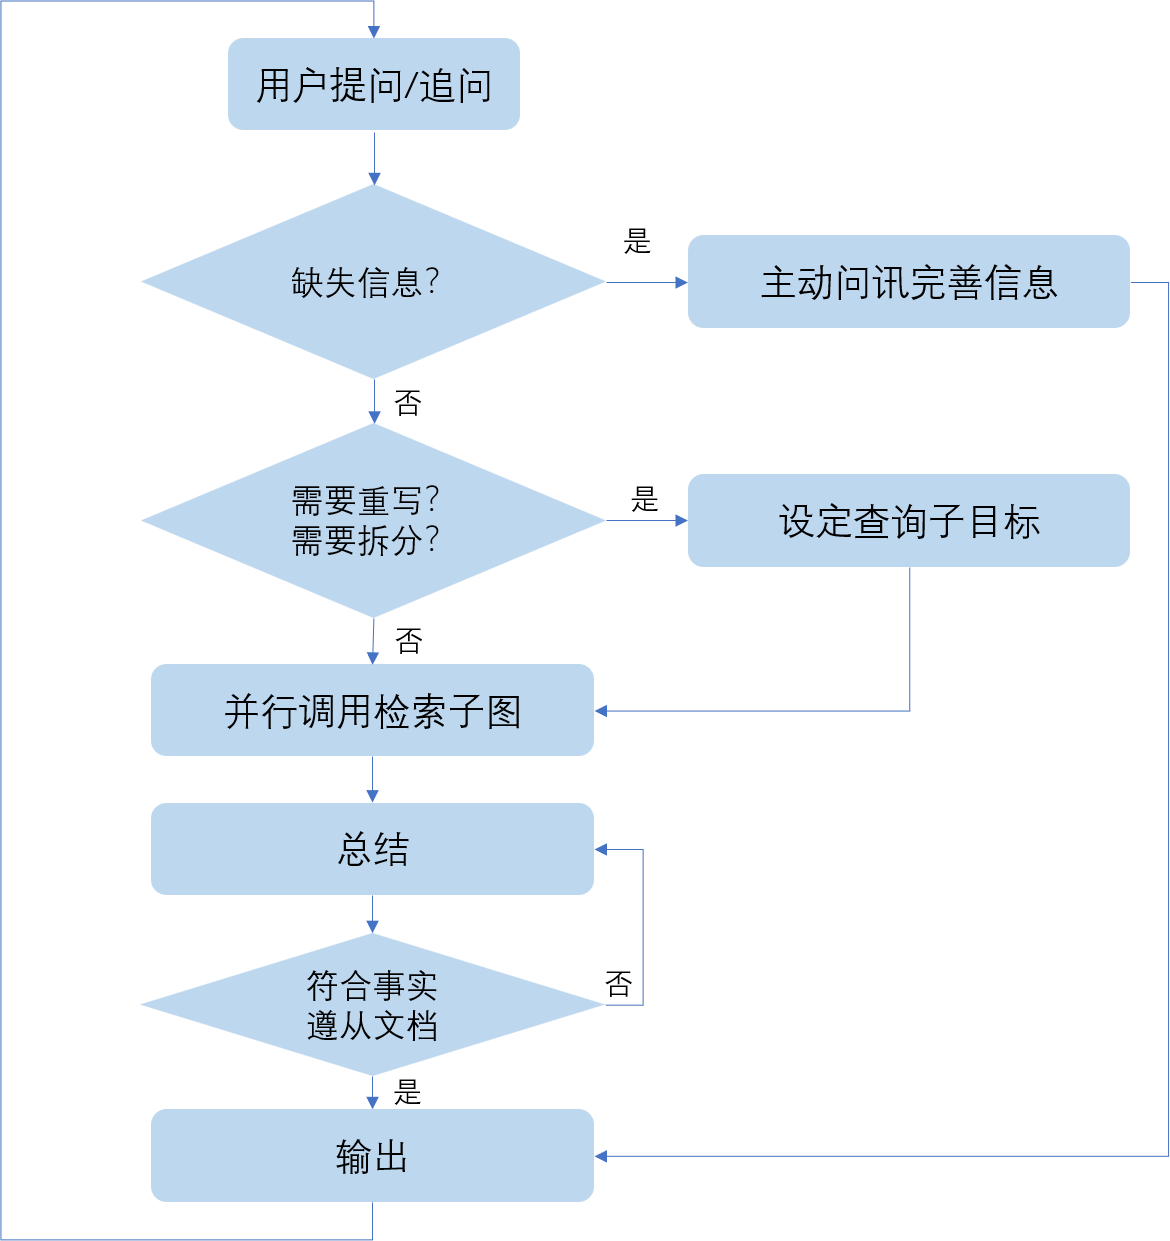 用户提问/追问
缺失信息？
是
主动问讯完善信息
否
需要重写？
需要拆分？
是
设定查询子目标
否
并行调用检索子图
总结
符合事实
遵从文档
否
是
输出